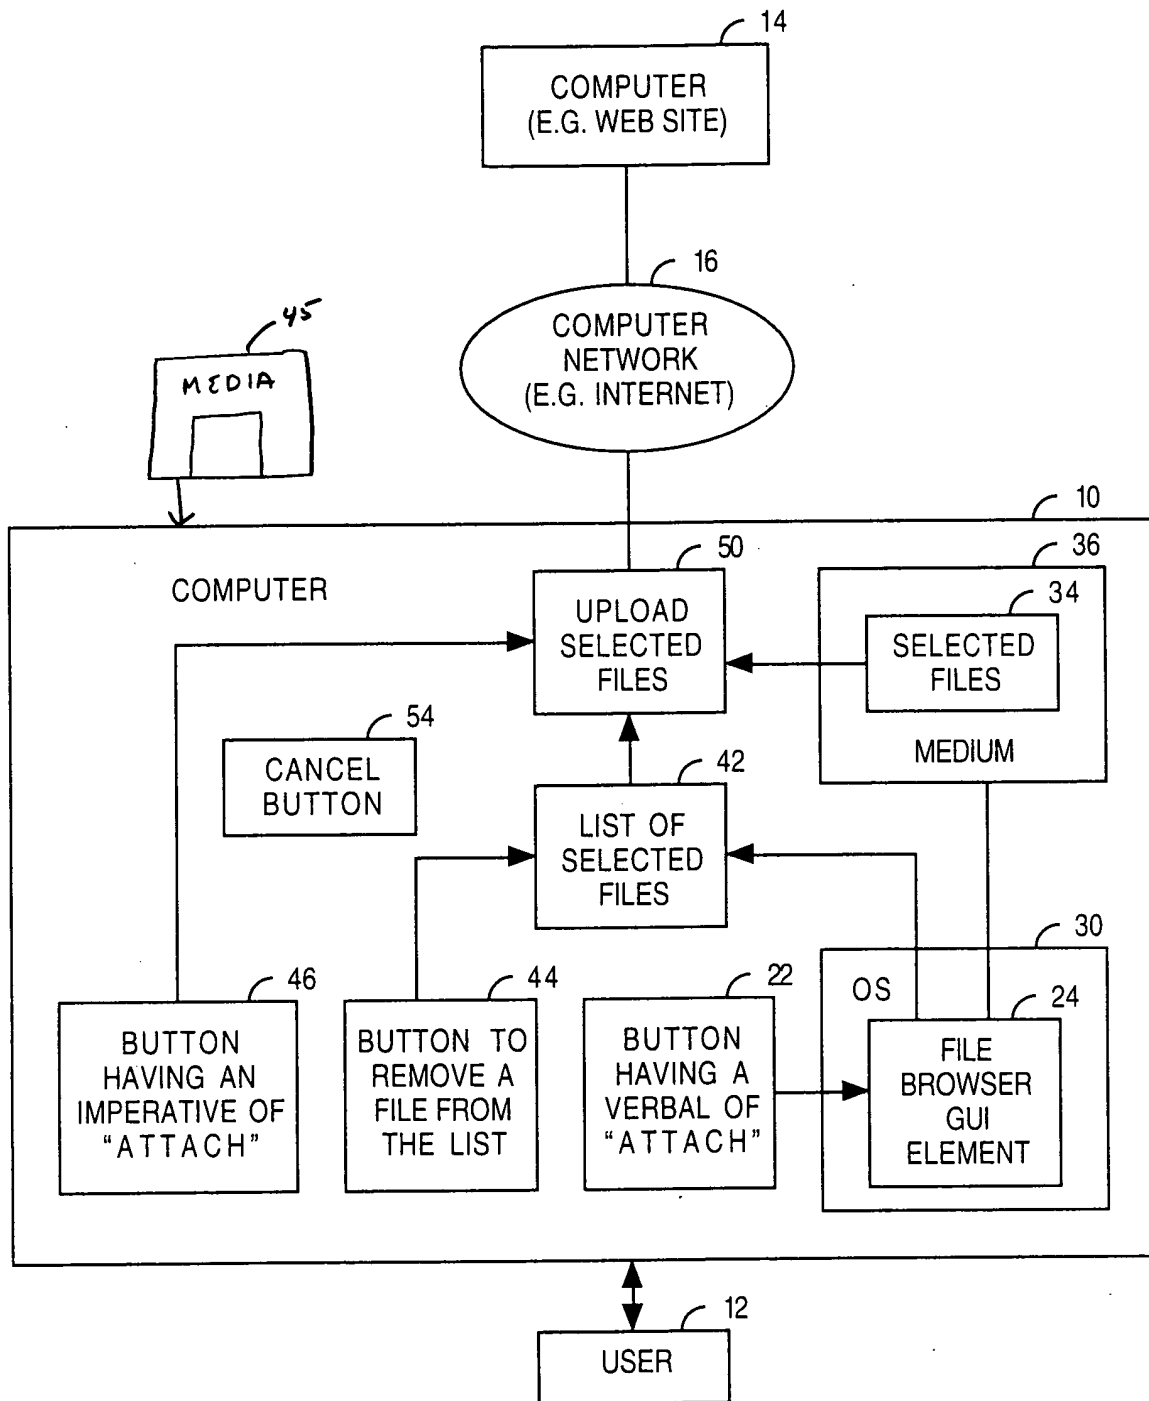 14
COMPUTER
(E.G. WEB SITE)
16
COMPUTER
NETWORK
(E.G. INTERNET)
45
MEDIA
10
COMPUTER
50
UPLOAD
SELECTED
FILES
36
34
SELECTED
FILES
MEDIUM
54
CANCEL
BUTTON
42
LIST OF
SELECTED
FILES
46
BUTTON
HAVING AN
IMPERATIVE OF
"ATTACH"
44
BUTTON TO
REMOVE A
FILE FROM
THE LIST
22
BUTTON
HAVING A
VERBAL OF
"ATTACH"
30
OS
24
FILE
BROWSER
GUI
ELEMENT
12
USER